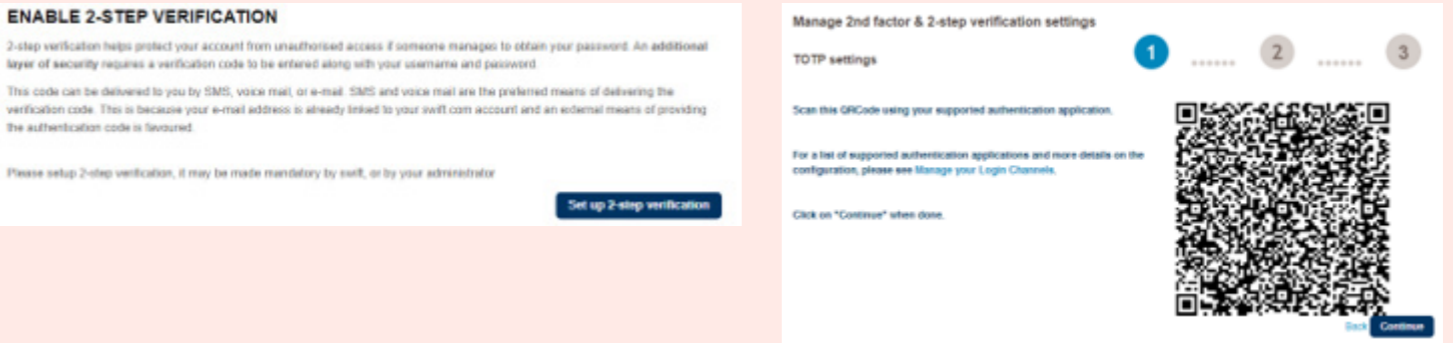 ENABLE 2-STEP VERIFICATION
2-step verification helps protect your account from unauthorised access if someone manages to obtain your password. An additional
layer of security requires a verification code to be entered along with your username and password.
This code can be delivered to you by SMS, voice mail, or e-mail. SMS and voice mail are the preferred means of delivering the
verification code. This is because your e-mail address is already linked to your swift.com account and an external means of providing
the authentication code is favoured.
Please setup 2-step verification, it may be made mandatory by swift, or by your administrator
Set up 2-step verification
Manage 2nd factor & 2-step verification settings
TOTP settings
1 ...... 2 ...... 3
Scan this QRCode using your supported authentication application.
For a list of supported authentication applications and more details on the
configuration, please see Manage your Login Channels.
Click on "Continue" when done.
Back Continue